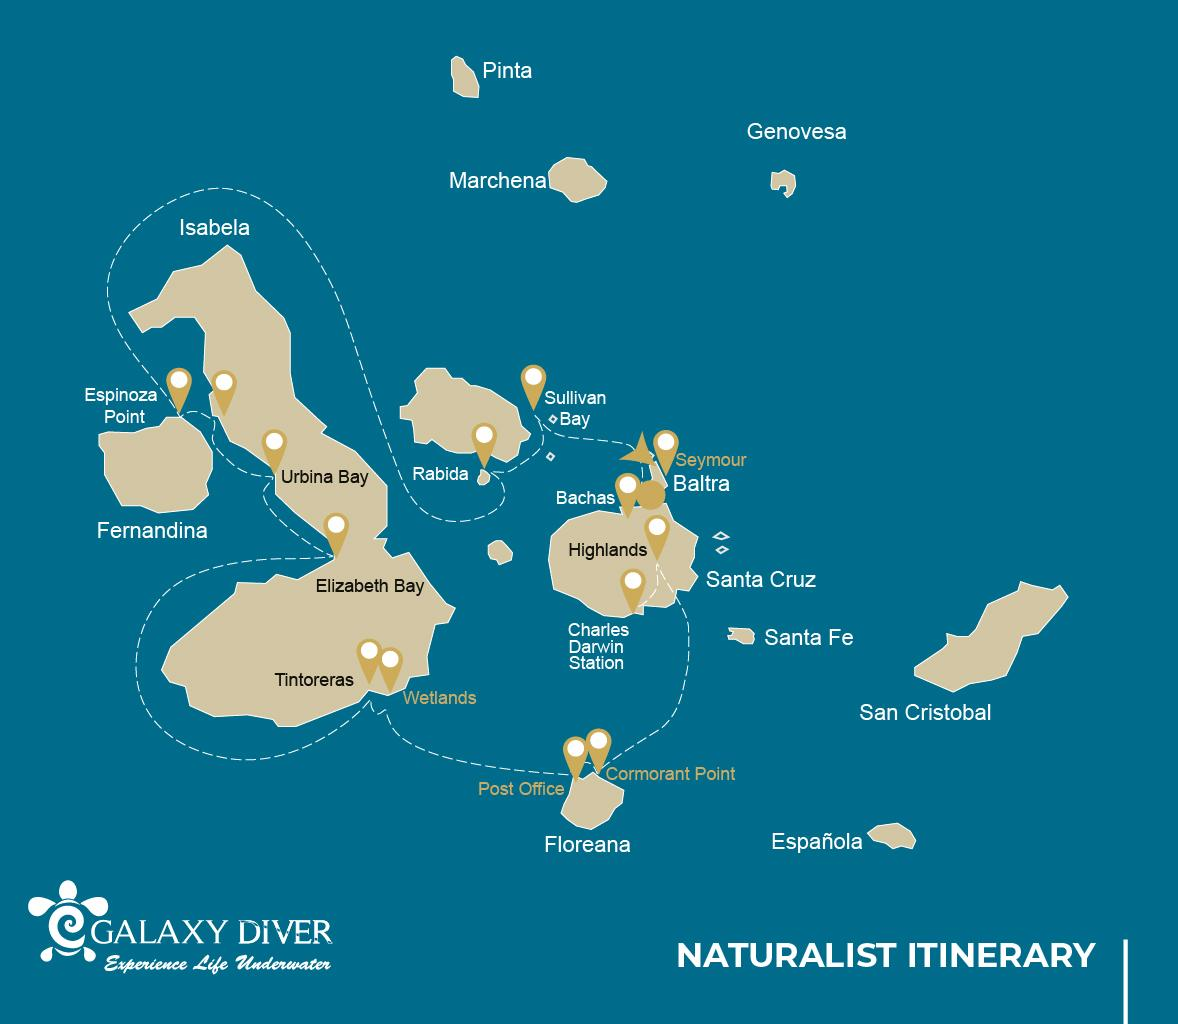 Pinta
Genovesa
Marchena
Isabela
Espinoza
Point
Sullivan
Bay
Seymour
Rabida
Urbina Bay
Baltra
Bachas
Fernandina
Highlands
Elizabeth Bay
Santa Cruz
Charles
Darwin
Station
Santa Fe
Tintoreras
Wetlands
San Cristobal
Cormorant Point
Post Office
Floreana
Española
GALAXY DIVER
Experience Life Underwater
NATURALIST ITINERARY